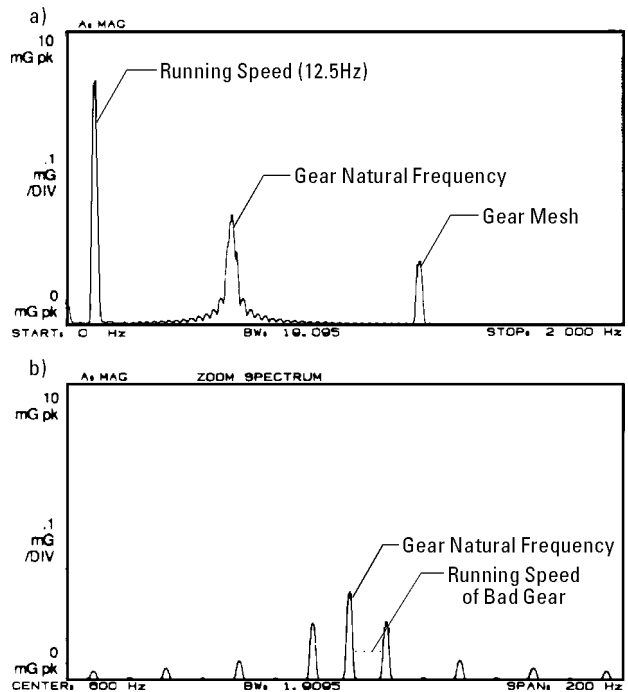 a)
A: MAG
10
mG pk
Running Speed (12.5Hz)
.1
mG
/DIV
Gear Natural Frequency
Gear Mesh
0
mG pk
START: 0 Hz BW: 19.095 STOP: 2 000 Hz
b)
A: MAG ZOOM SPECTRUM
10
mG pk
.1
mG
/DIV
Gear Natural Frequency
Running Speed
of Bad Gear
0
mG pk
CENTER: 600 Hz BW: 1.9095 SPAN: 200 Hz